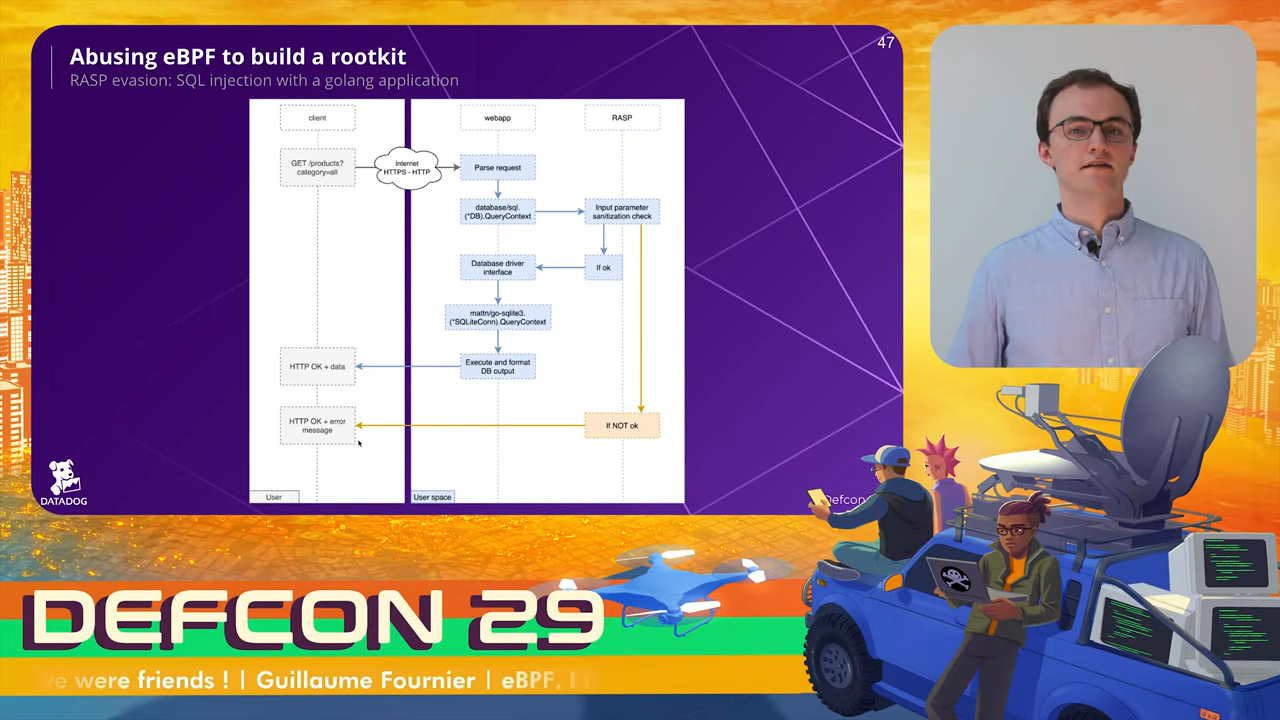 Abusing eBPF to build a rootkit
47
RASP evasion: SQL injection with a golang application
client
webapp
RASP
GET /products?
category=all
Internet
HTTPS - HTTP
Parse request
database/sql.
(*DB).QueryContext
Input parameter
sanitization check
Database driver
interface
If ok
mattn/go-sqlite3.
(*SQLiteConn).QueryContext
HTTP OK + data
Execute and format
DB output
HTTP OK + error
message
If NOT ok
User
User space
DATADOG
Defcon
DEFCON 29
ve were friends ! | Guillaume Fournier | eBPF, I